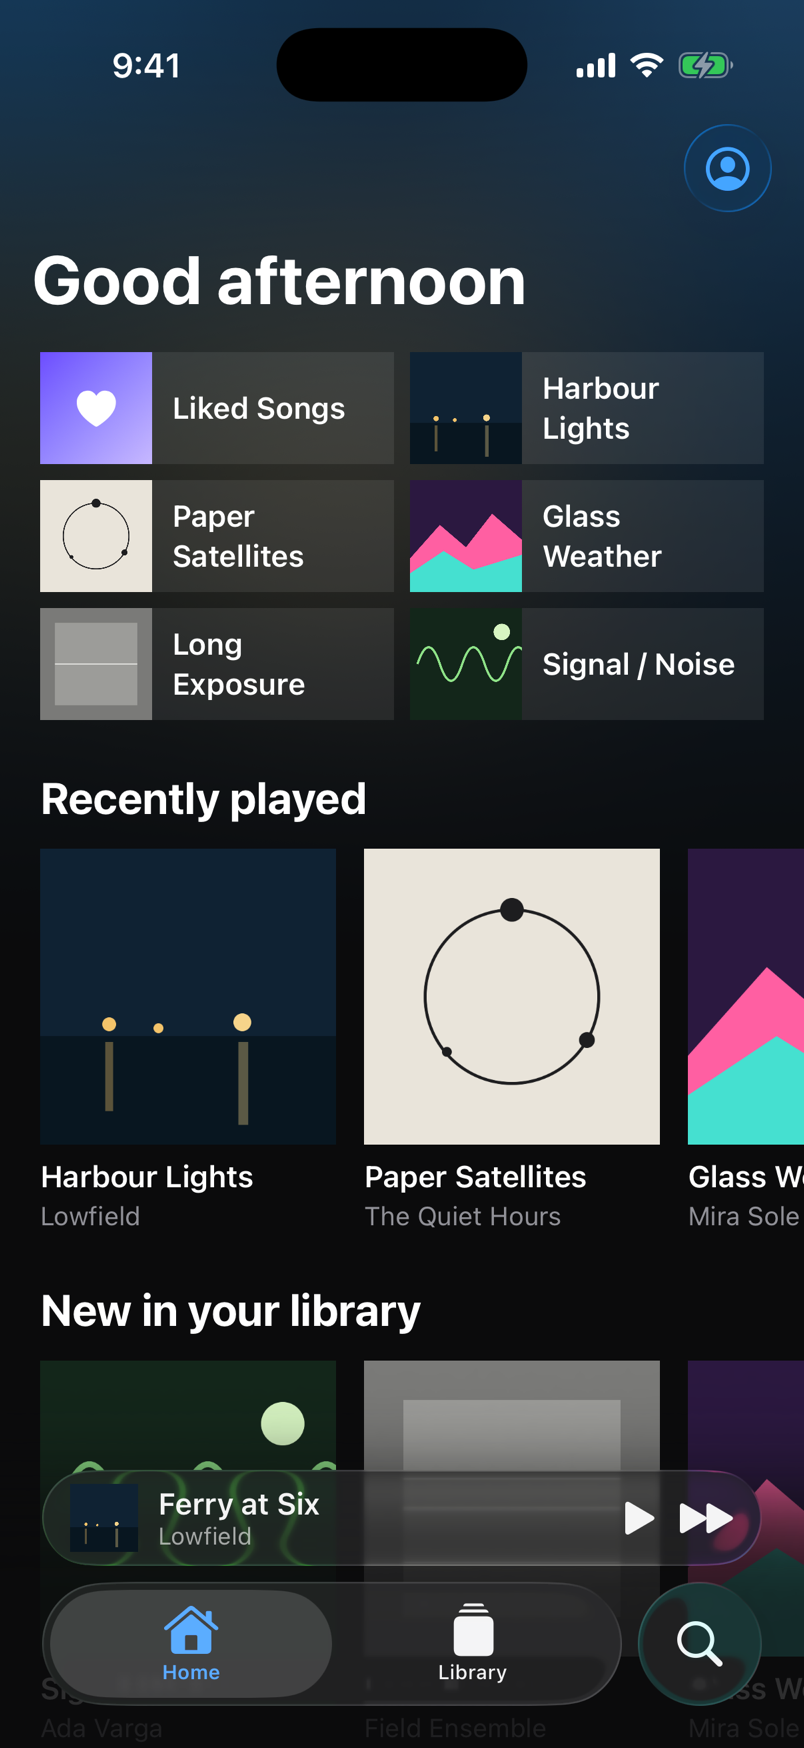 9:41
Good afternoon
Liked Songs
Harbour
Lights
Paper
Satellites
Glass
Weather
Long
Exposure
Signal / Noise
Recently played
Harbour Lights
Paper Satellites
Glass
Lowfield
The Quiet Hours
Mira Sole
New in your library
Ferry at Six
Lowfield
Home
Library
Ada Varga
Field Ensemble
Mira Sole